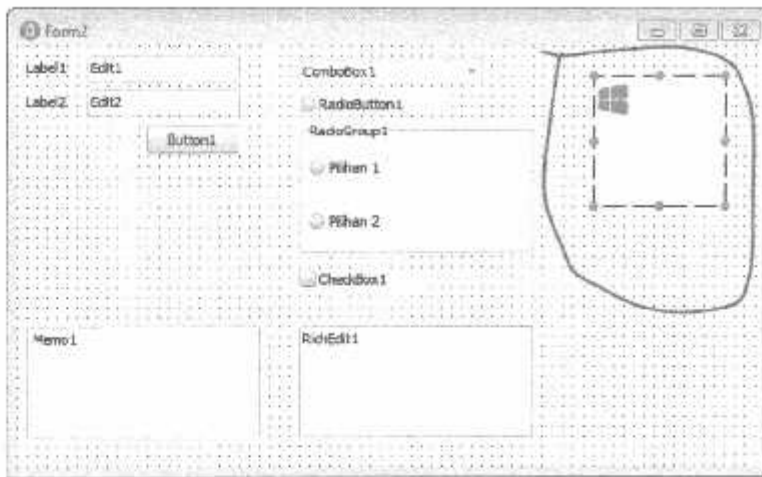 Form2
Label1 Edit1
Label2 Edit2
Button1
ComboBox1
RadioButton1
RadioGroup1
Pilihan 1
Pilihan 2
CheckBox1
Memo1
RichEdit1